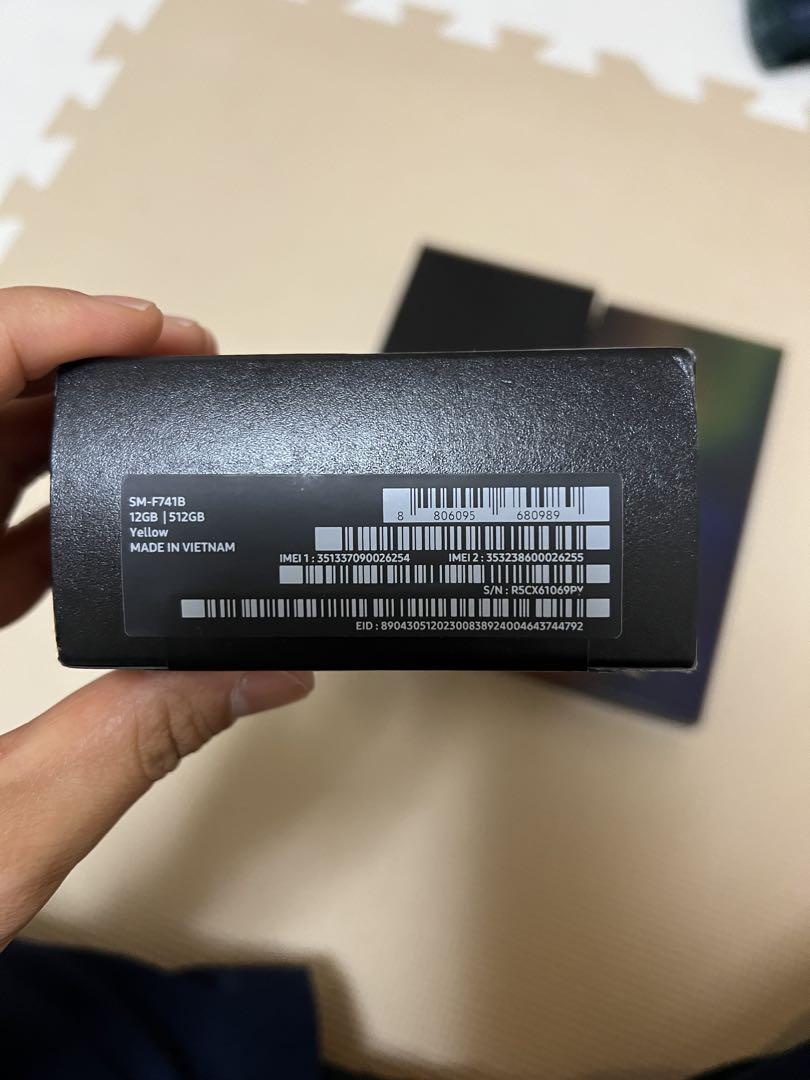 SM-F741B
12GB | 512GB
Yellow
MADE IN VIETNAM
8 806095 680989
IMEI 1 : 351337090026254 IMEI 2 : 353238600026255
S/N : R5CX61069PY
EID : 89043051202300838924004643744792